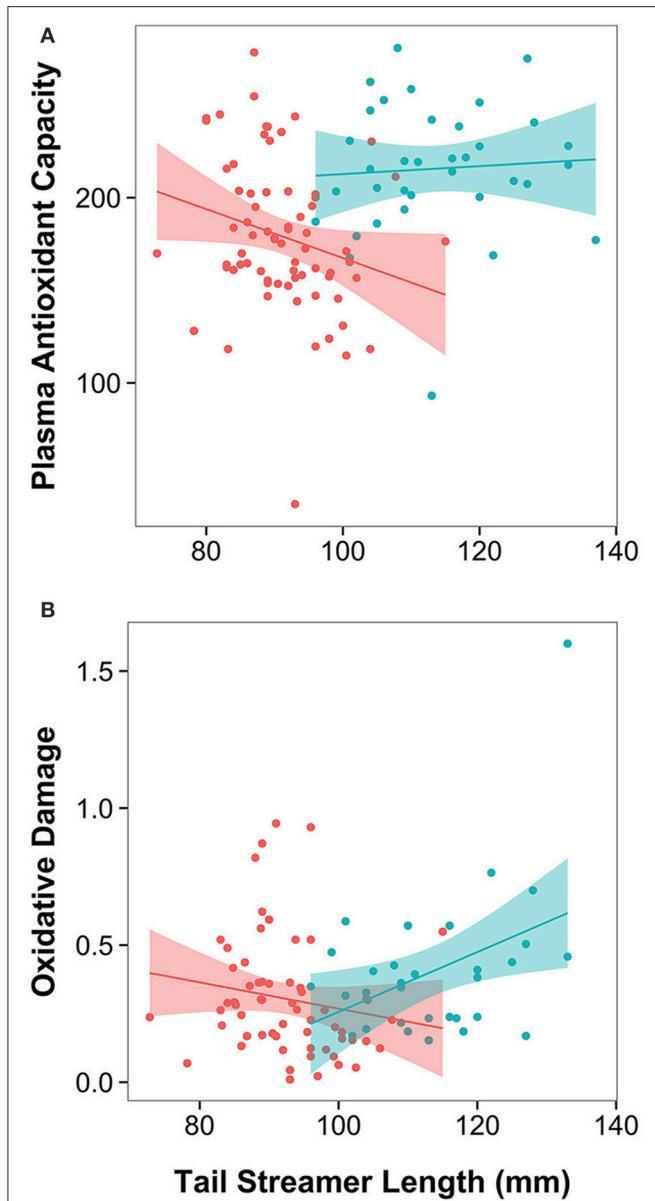 A
Plasma Antioxidant Capacity
200
100
80 100 120 140
B
Oxidative Damage
1.5
1.0
0.5
0.0
80 100 120 140
Tail Streamer Length (mm)